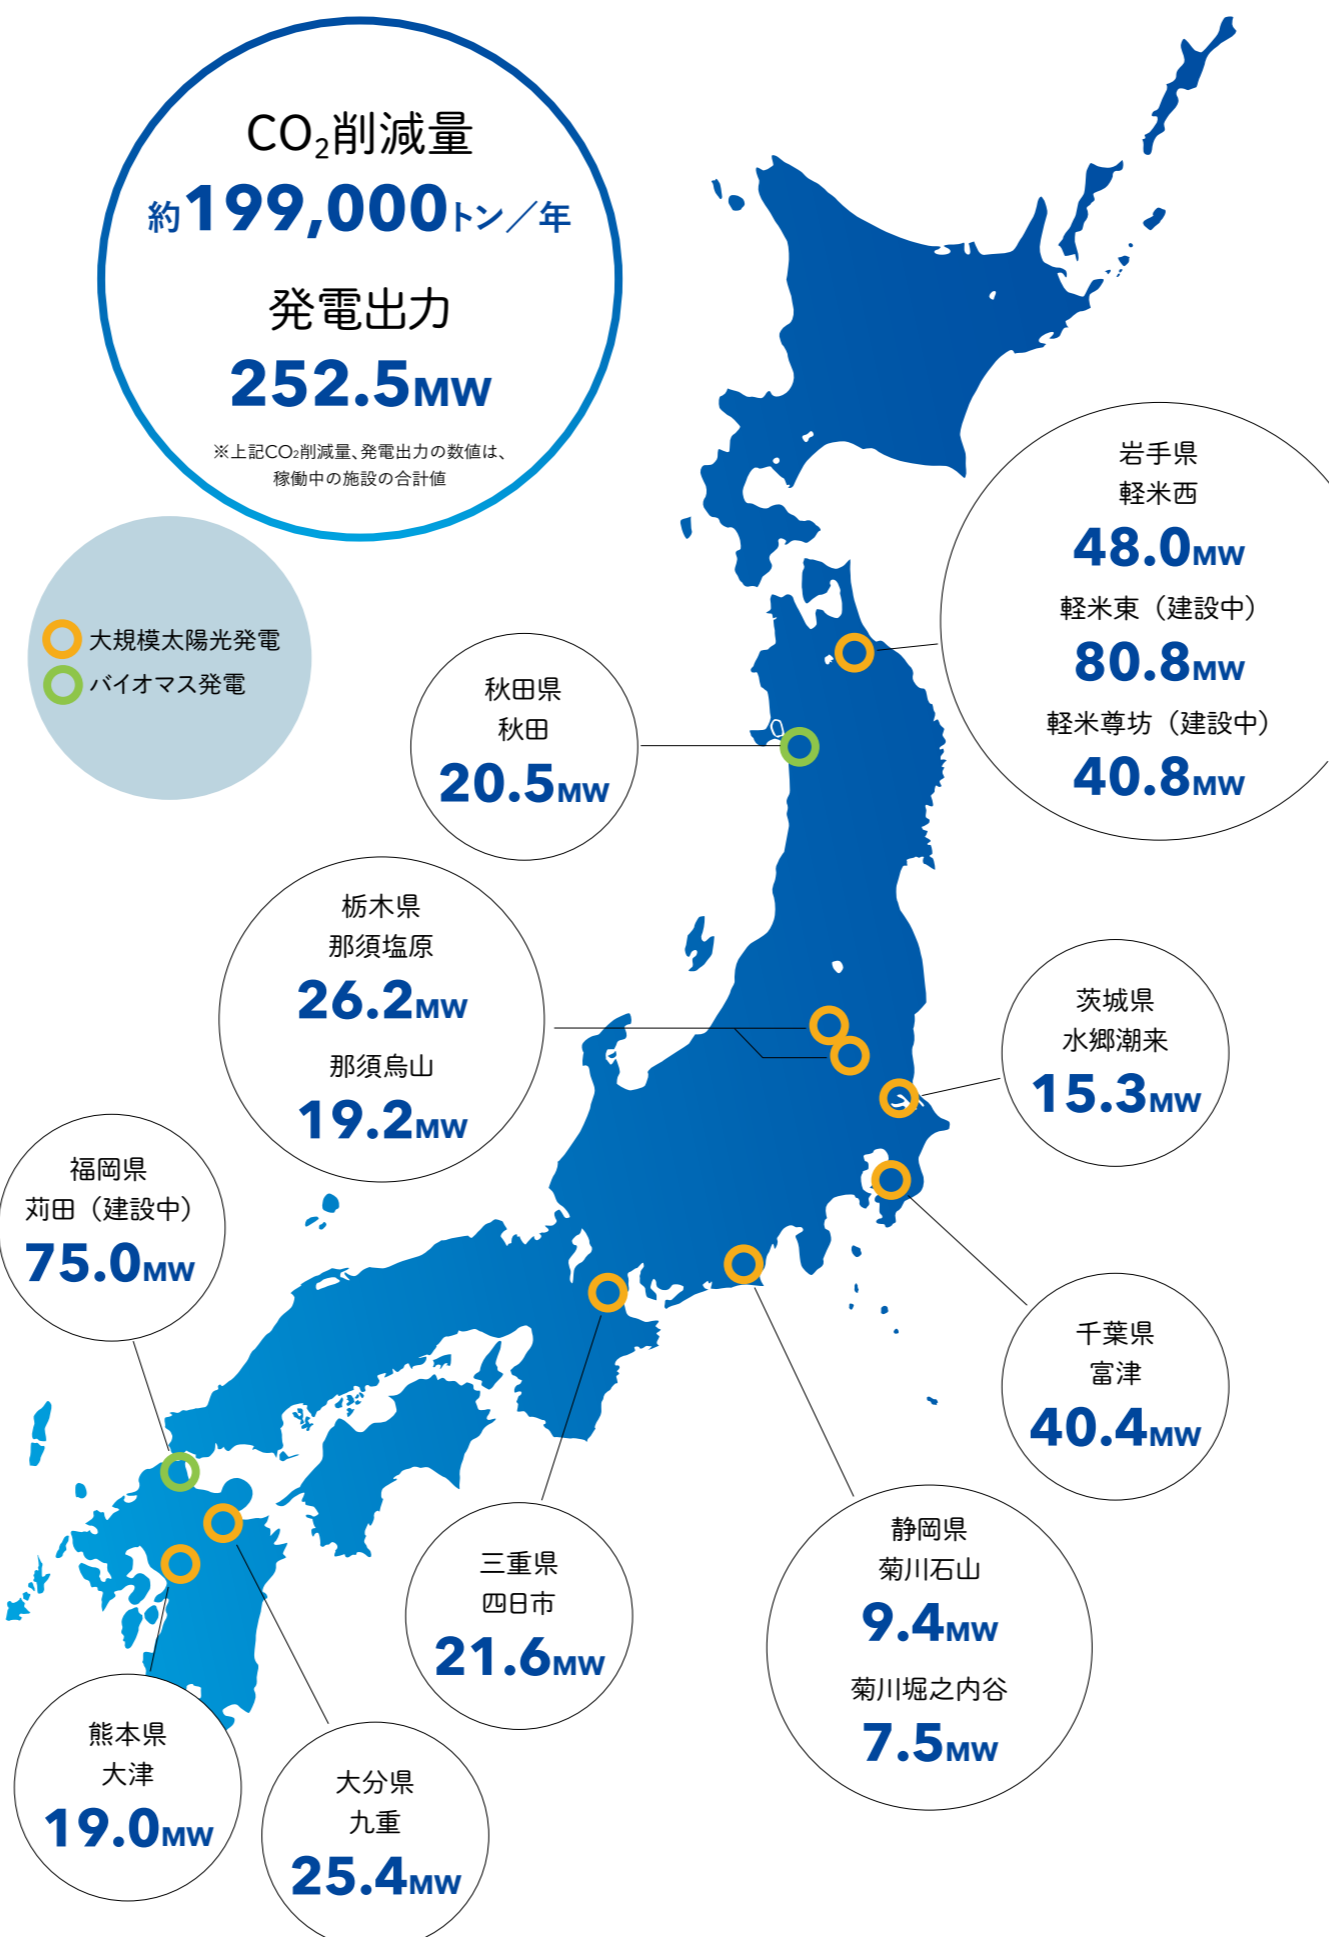 CO₂削減量
約199,000トン／年
発電出力
252.5MW
※上記CO₂削減量、発電出力の数値は、
稼働中の施設の合計値
大規模太陽光発電
バイオマス発電
岩手県
軽米西
48.0MW
軽米東（建設中）
80.8MW
軽米尊坊（建設中）
40.8MW
秋田県
秋田
20.5MW
栃木県
那須塩原
26.2MW
那須烏山
19.2MW
茨城県
水郷潮来
15.3MW
福岡県
苅田（建設中）
75.0MW
千葉県
富津
40.4MW
静岡県
菊川石山
9.4MW
菊川堀之内谷
7.5MW
三重県
四日市
21.6MW
熊本県
大津
19.0MW
大分県
九重
25.4MW